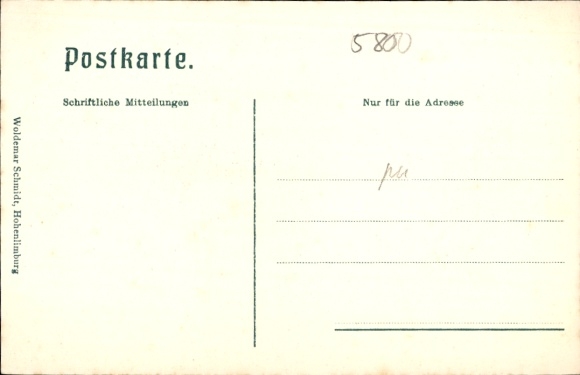 5800
Postkarte.
Schriftliche Mitteilungen
Nur für die Adresse
Woldemar Schmidt, Hohenlimburg